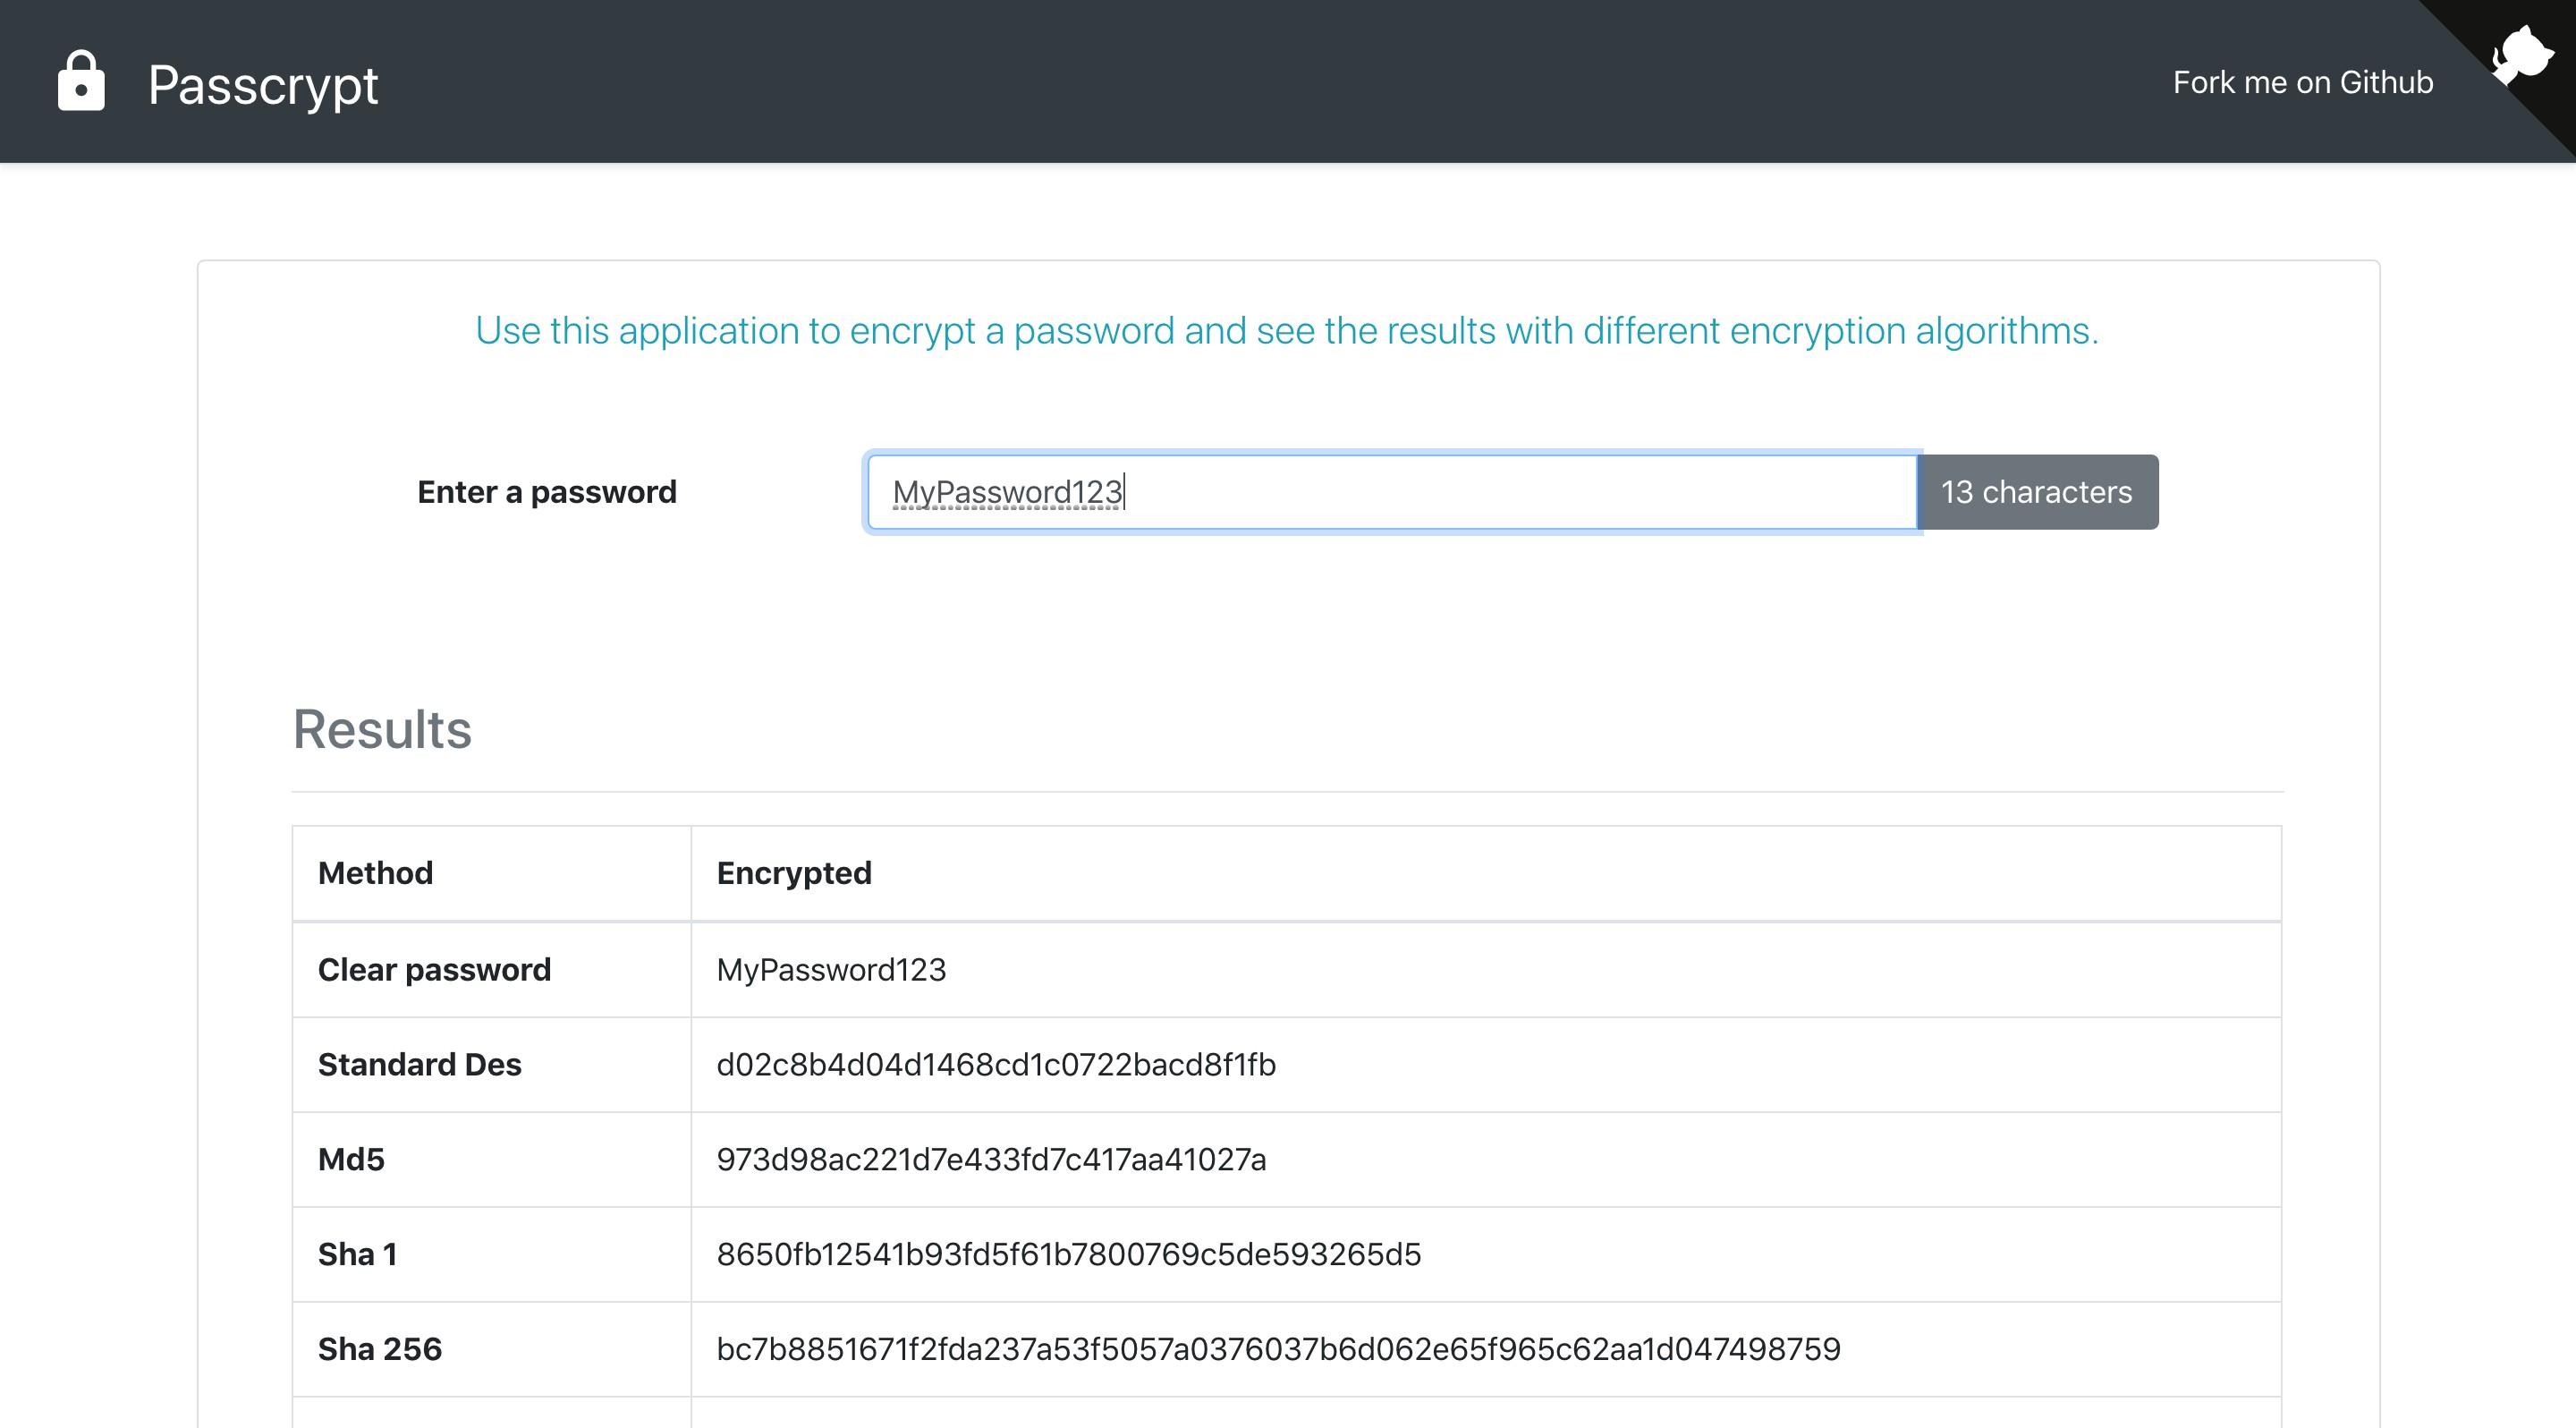 Passcrypt
Fork me on Github
Use this application to encrypt a password and see the results with different encryption algorithms.
Enter a password MyPassword123 13 characters
Results
Method Encrypted
Clear password MyPassword123
Standard Des d02c8b4d04d1468cd1c0722bacd8f1fb
Md5 973d98ac221d7e433fd7c417aa41027a
Sha 1 8650fb12541b93fd5f61b7800769c5de593265d5
Sha 256 bc7b8851671f2fda237a53f5057a0376037b6d062e65f965c62aa1d047498759